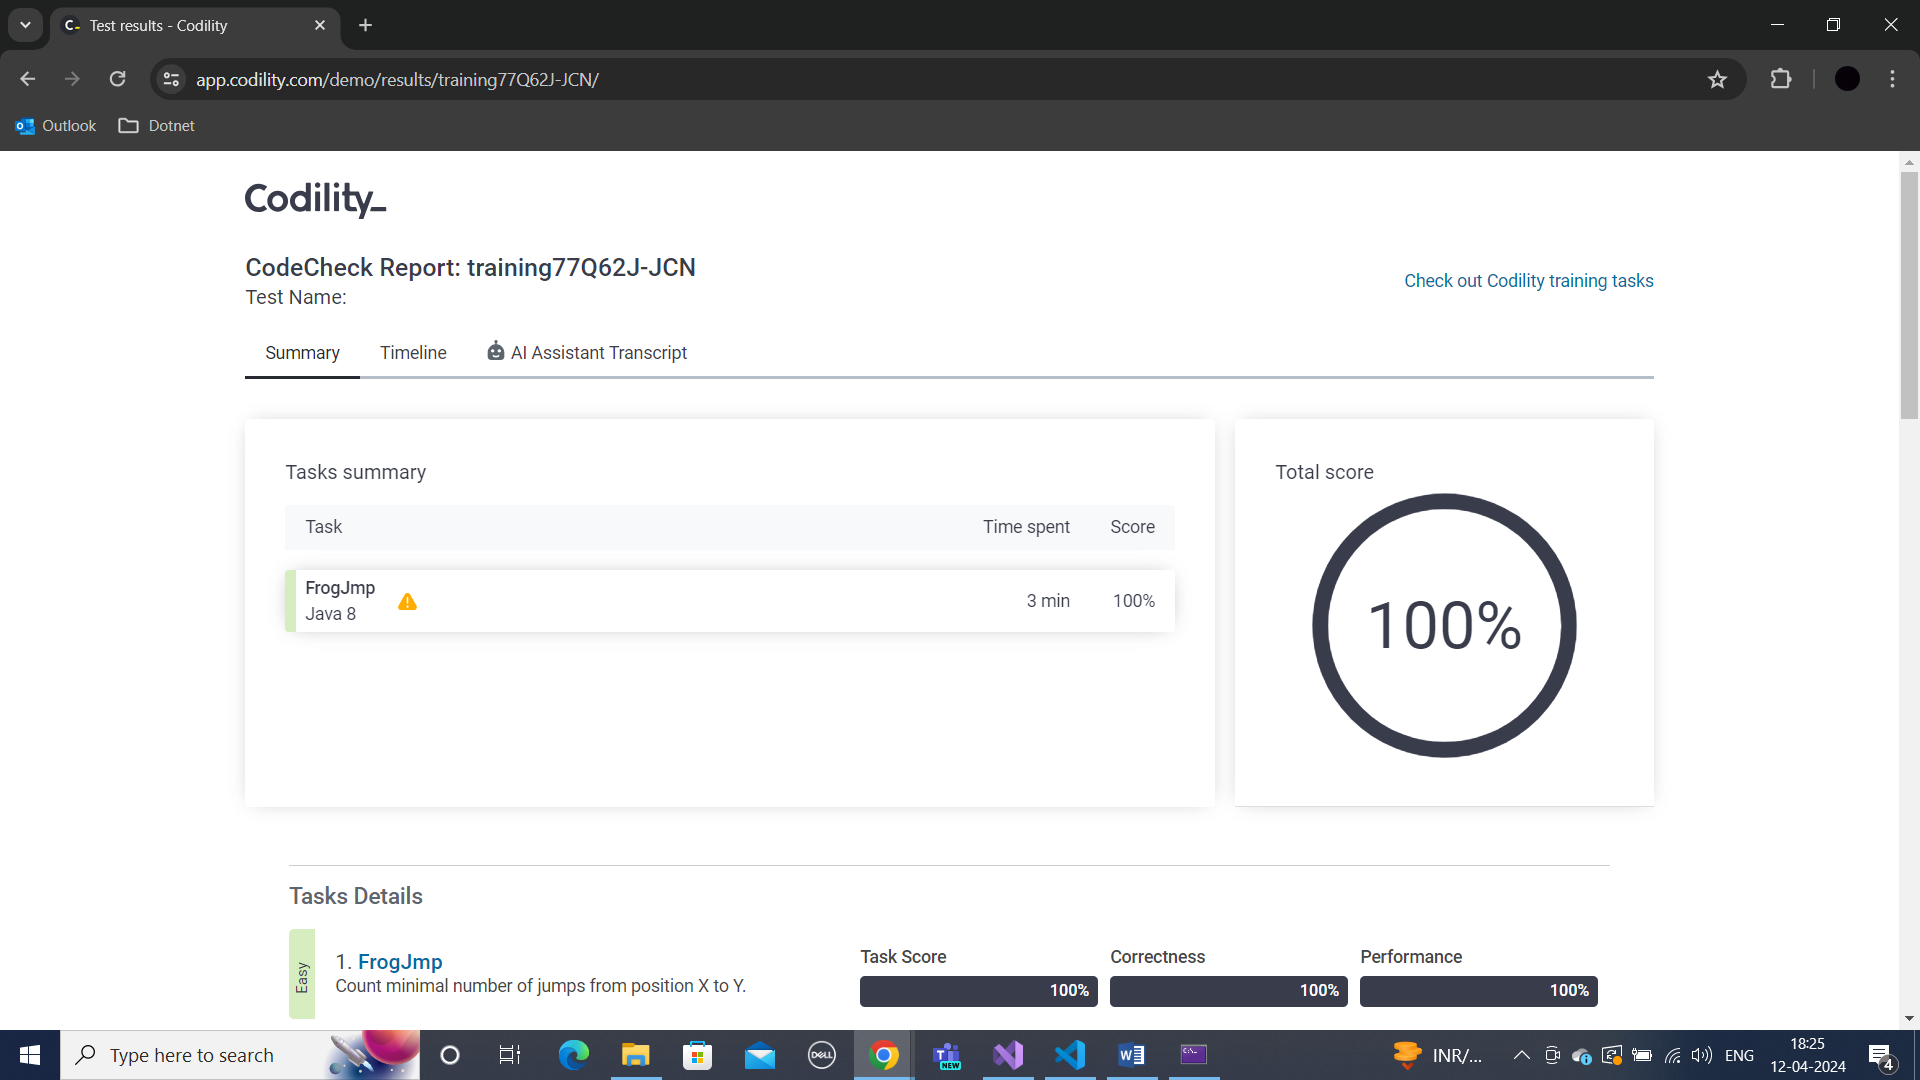 Test results - Codility
app.codility.com/demo/results/training77Q62J-JCN/
Outlook
Dotnet
Codility_
CodeCheck Report: training77Q62J-JCN
Test Name:
Check out Codility training tasks
Summary
Timeline
AI Assistant Transcript
Tasks summary
Total score
Task
Time spent
Score
FrogJmp
Java 8
3 min
100%
100%
Tasks Details
Easy
1. FrogJmp
Count minimal number of jumps from position X to Y.
Task Score
Correctness
Performance
100%
100%
100%
Type here to search
DELL
NEW
INR/...
ENG
18:25
12-04-2024
4